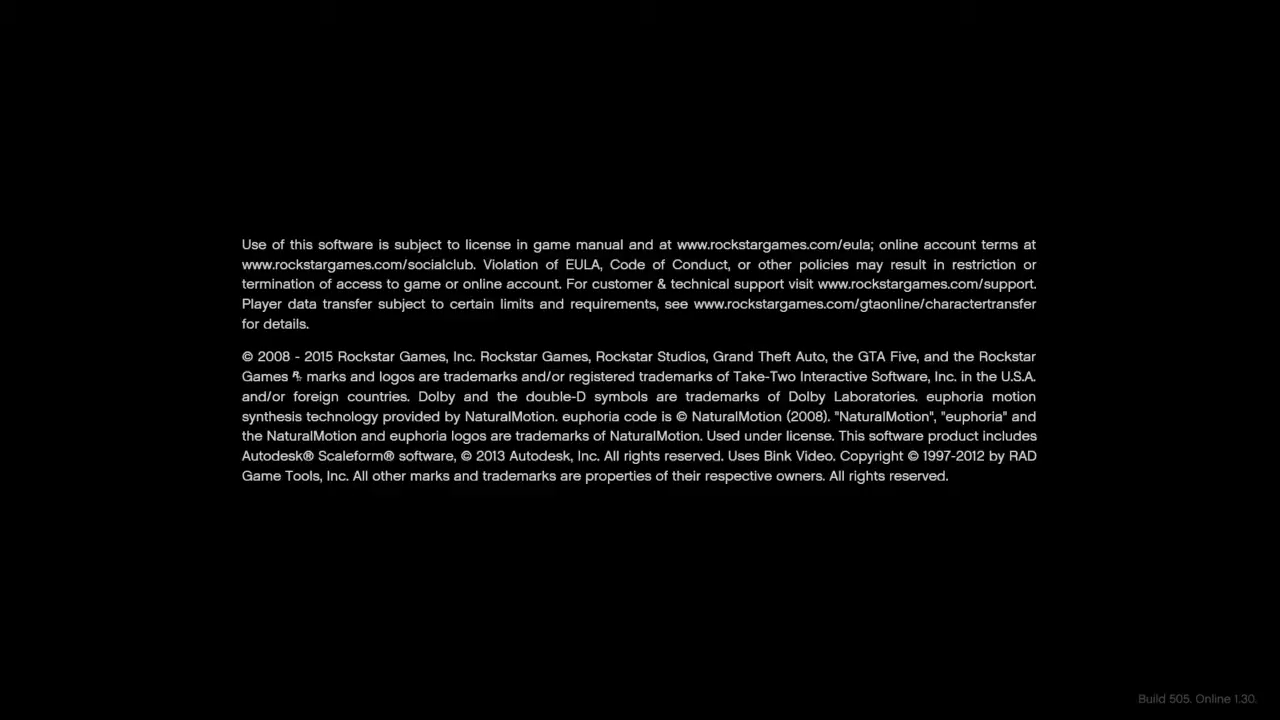 Use of this software is subject to license in game manual and at www.rockstargames.com/eula; online account terms at
www.rockstargames.com/socialclub. Violation of EULA, Code of Conduct, or other policies may result in restriction or
termination of access to game or online account. For customer & technical support visit www.rockstargames.com/support.
Player data transfer subject to certain limits and requirements, see www.rockstargames.com/gtaonline/charactertransfer
for details.
© 2008 - 2015 Rockstar Games, Inc. Rockstar Games, Rockstar Studios, Grand Theft Auto, the GTA Five, and the Rockstar
Games R* marks and logos are trademarks and/or registered trademarks of Take-Two Interactive Software, Inc. in the U.S.A.
and/or foreign countries. Dolby and the double-D symbols are trademarks of Dolby Laboratories. euphoria motion
synthesis technology provided by NaturalMotion. euphoria code is © NaturalMotion (2008). "NaturalMotion", "euphoria" and
the NaturalMotion and euphoria logos are trademarks of NaturalMotion. Used under license. This software product includes
Autodesk® Scaleform® software, © 2013 Autodesk, Inc. All rights reserved. Uses Bink Video. Copyright © 1997-2012 by RAD
Game Tools, Inc. All other marks and trademarks are properties of their respective owners. All rights reserved.
Build 505. Online 1.30.